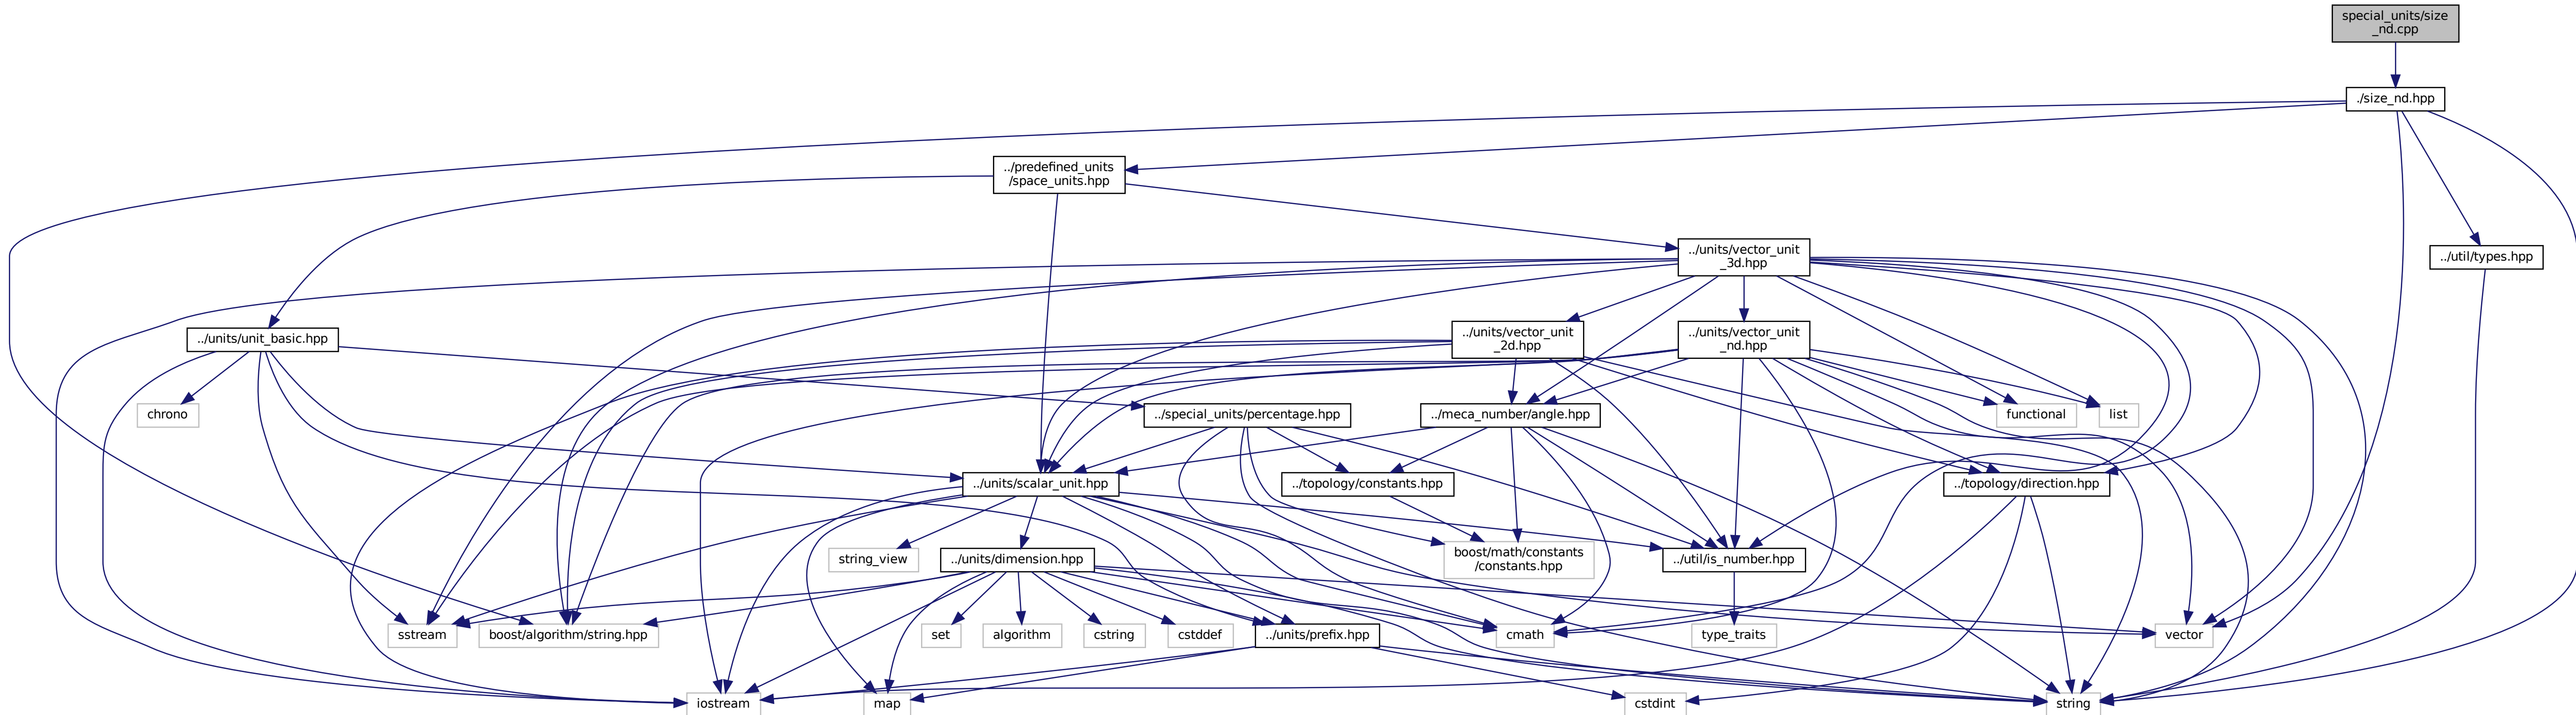 special_units/size
_nd.cpp
./size_nd.hpp
../predefined_units
/space_units.hpp
../units/vector_unit
_3d.hpp
../util/types.hpp
../units/unit_basic.hpp
../units/vector_unit
_2d.hpp
../units/vector_unit
_nd.hpp
chrono
../special_units/percentage.hpp
../meca_number/angle.hpp
functional
list
../units/scalar_unit.hpp
../topology/constants.hpp
../topology/direction.hpp
string_view
../units/dimension.hpp
boost/math/constants
/constants.hpp
../util/is_number.hpp
sstream
boost/algorithm/string.hpp
set
algorithm
cstring
cstddef
../units/prefix.hpp
cmath
type_traits
vector
iostream
map
cstdint
string